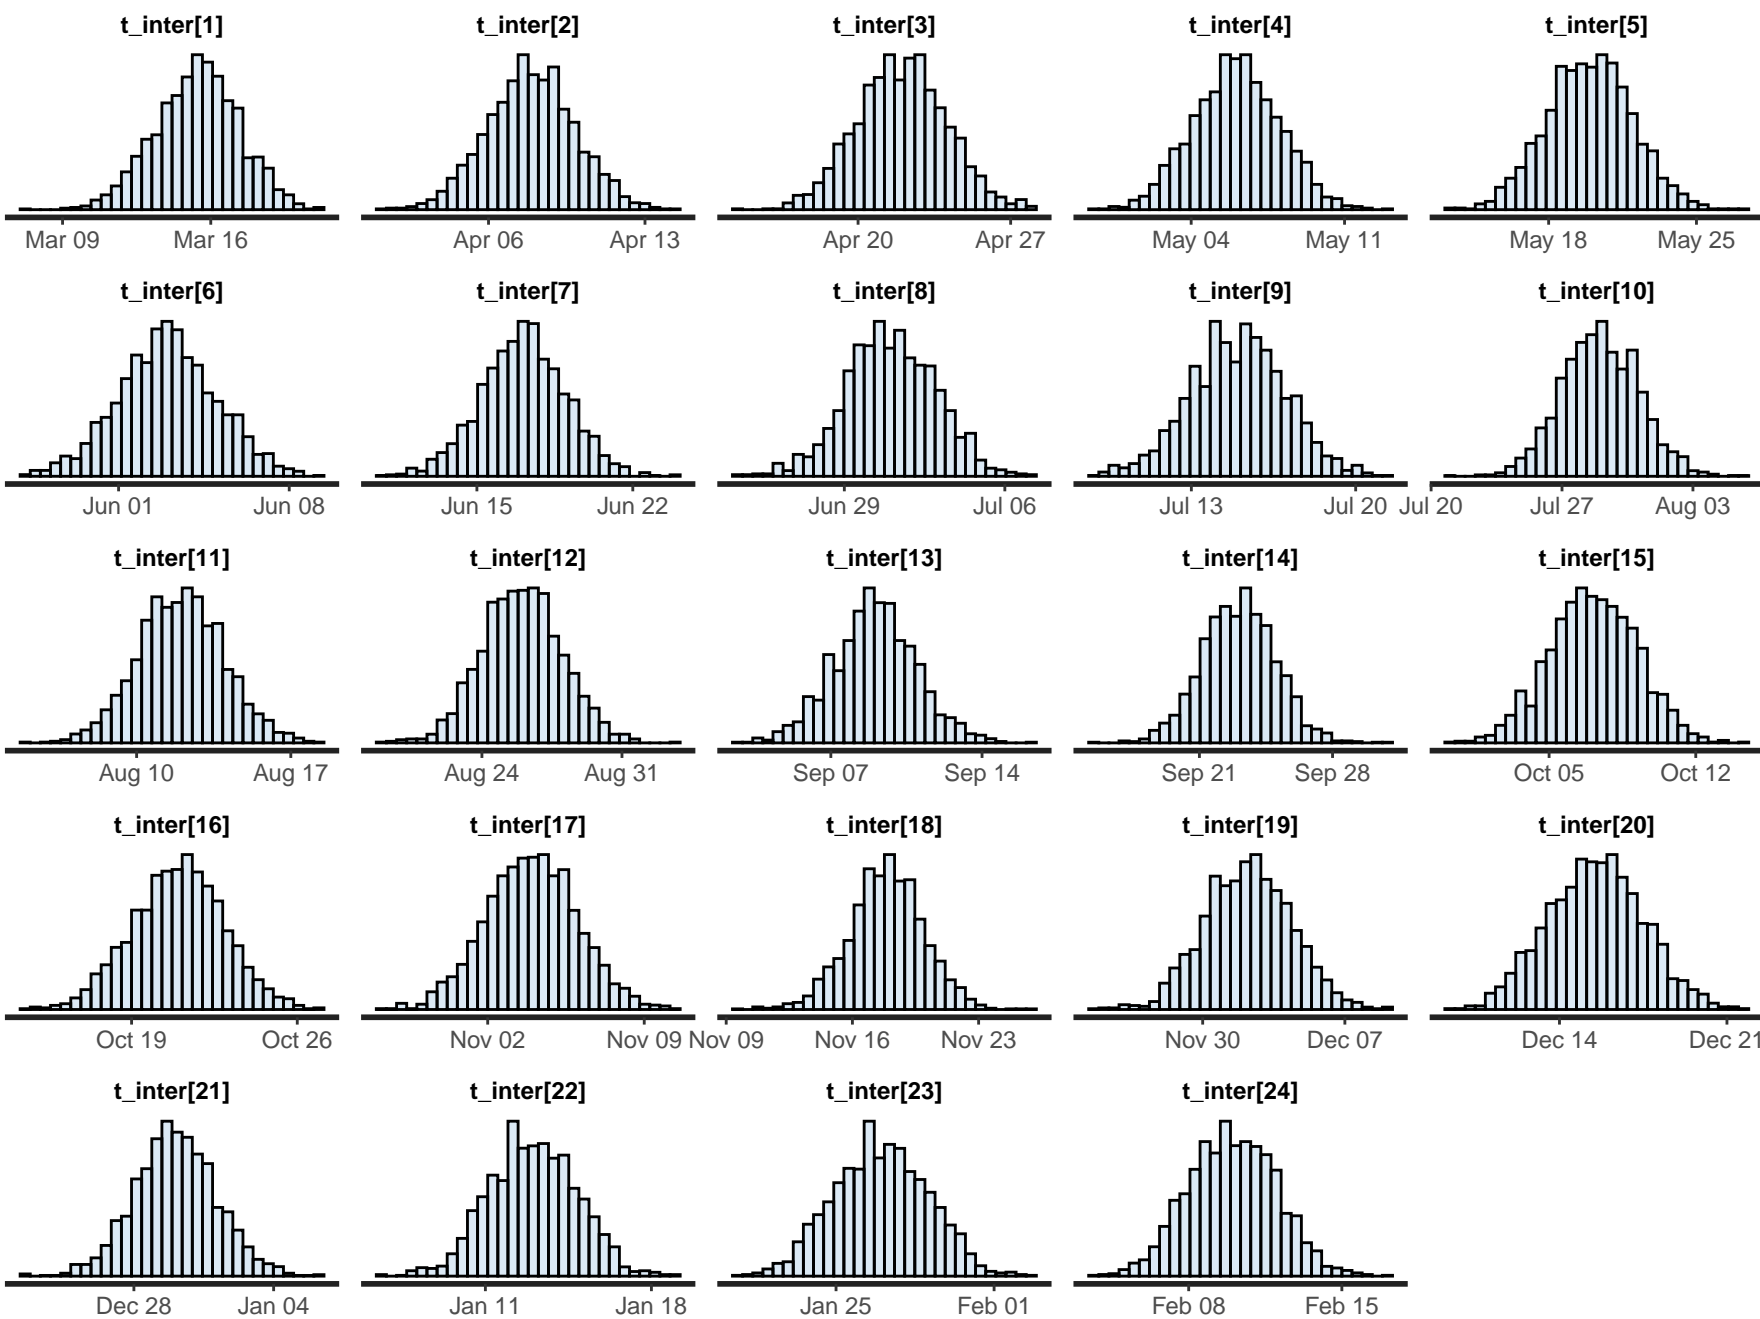 t_inter[1] t_inter[2] t_inter[3] t_inter[4] t_inter[5]
Mar 09 Mar 16 Apr 06 Apr 13 Apr 20 Apr 27 May 04 May 11 May 18 May 25
t_inter[6] t_inter[7] t_inter[8] t_inter[9] t_inter[10]
Jun 01 Jun 08 Jun 15 Jun 22 Jun 29 Jul 06 Jul 13 Jul 20 Jul 20 Jul 27 Aug 03
t_inter[11] t_inter[12] t_inter[13] t_inter[14] t_inter[15]
Aug 10 Aug 17 Aug 24 Aug 31 Sep 07 Sep 14 Sep 21 Sep 28 Oct 05 Oct 12
t_inter[16] t_inter[17] t_inter[18] t_inter[19] t_inter[20]
Oct 19 Oct 26 Nov 02 Nov 09 Nov 09 Nov 16 Nov 23 Nov 30 Dec 07 Dec 14 Dec 21
t_inter[21] t_inter[22] t_inter[23] t_inter[24]
Dec 28 Jan 04 Jan 11 Jan 18 Jan 25 Feb 01 Feb 08 Feb 15